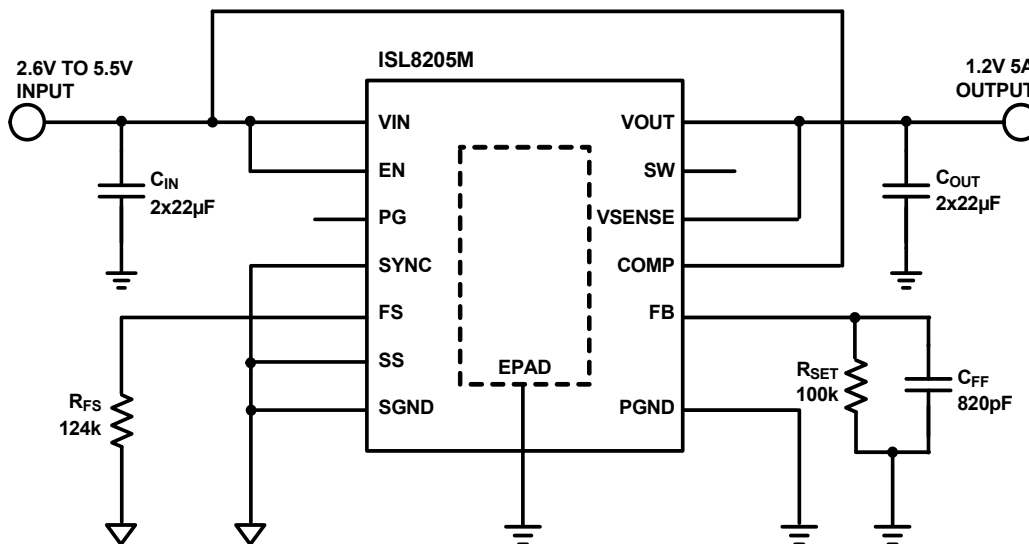 ISL8205M
2.6V TO 5.5V
INPUT
1.2V 5A
OUTPUT
VIN
VOUT
EN
SW
CIN
2x22µF
COUT
2x22µF
PG
VSENSE
SYNC
COMP
FS
FB
SS
EPAD
RFS
124k
SGND
PGND
RSET
100k
CFF
820pF